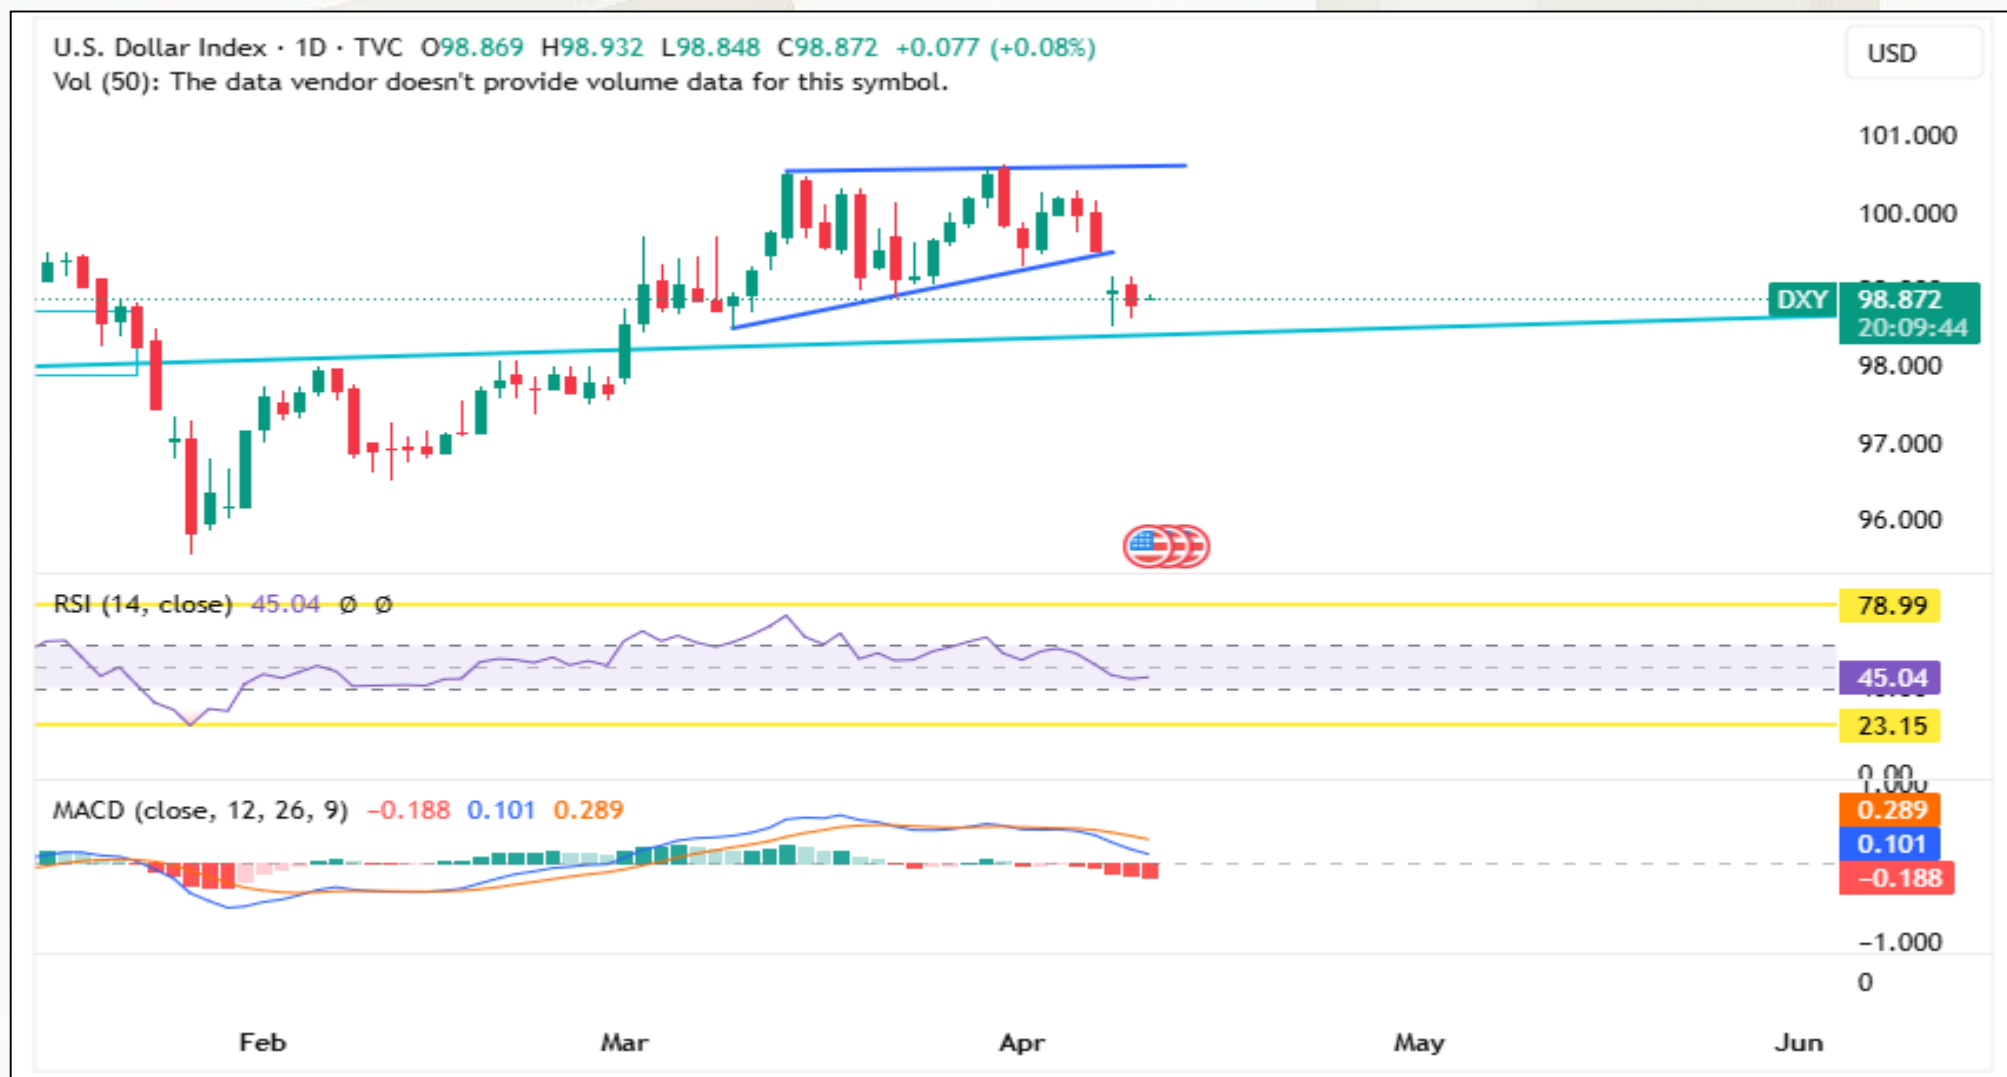 U.S. Dollar Index · 1D · TVC O98.869 H98.932 L98.848 C98.872 +0.077 (+0.08%)
USD
Vol (50): The data vendor doesn't provide volume data for this symbol.
101.000
100.000
DXY 98.872
20:09:44
98.000
97.000
96.000
RSI (14, close) 45.04 Ø Ø
78.99
45.04
23.15
0.00
1.000
MACD (close, 12, 26, 9) −0.188 0.101 0.289
0.289
0.101
−0.188
−1.000
0
Feb Mar Apr May Jun